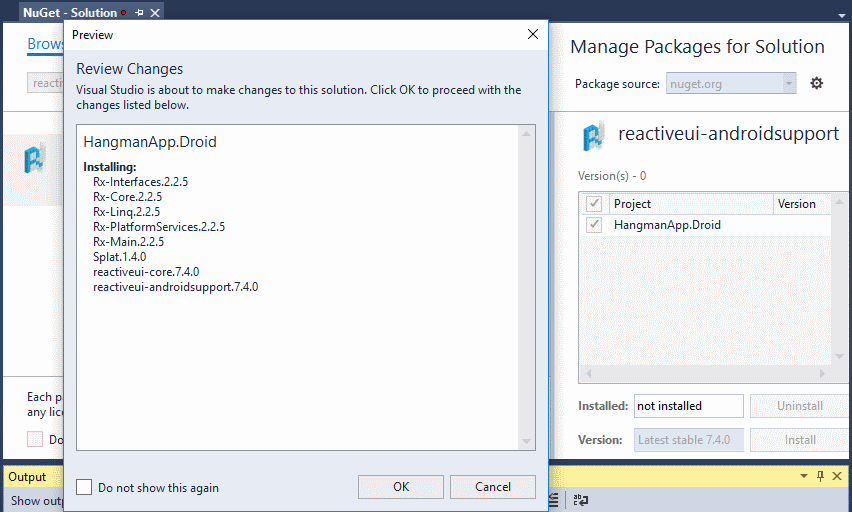 NuGet - Solution
Preview
Brows
Manage Packages for Solution
Review Changes
Visual Studio is about to make changes to this solution. Click OK to proceed with the
changes listed below.
Package source: nuget.org
HangmanApp.Droid
reactiveui-androidsupport
Installing:
Rx-Interfaces.2.2.5
Rx-Core.2.2.5
Rx-Linq.2.2.5
Rx-PlatformServices.2.2.5
Rx-Main.2.2.5
Splat.1.4.0
reactiveui-core.7.4.0
reactiveui-androidsupport.7.4.0
Version(s) - 0
Project Version
HangmanApp.Droid
Each pa
any lice
Do
Installed: not installed Uninstall
Version: Latest stable 7.4.0 Install
Output
Do not show this again
OK
Cancel
Show outp